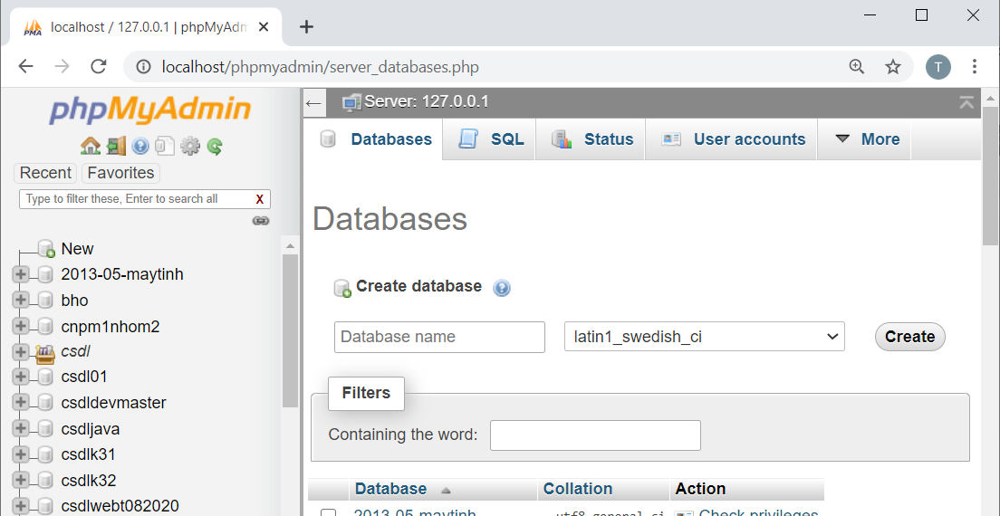 localhost / 127.0.0.1 | phpMyAdm
localhost/phpmyadmin/server_databases.php
T
phpMyAdmin
Recent Favorites
Type to filter these, Enter to search all X
New
2013-05-maytinh
bho
cnpm1nhom2
csdl
csdl01
csdldevmaster
csdljava
csdlk31
csdlk32
csdlwebt082020
Server: 127.0.0.1
Databases SQL Status User accounts More
Databases
Create database
Database name latin1_swedish_ci Create
Filters
Containing the word:
Database Collation Action
2013-05-maytinh utf8_general_ci Check privileges